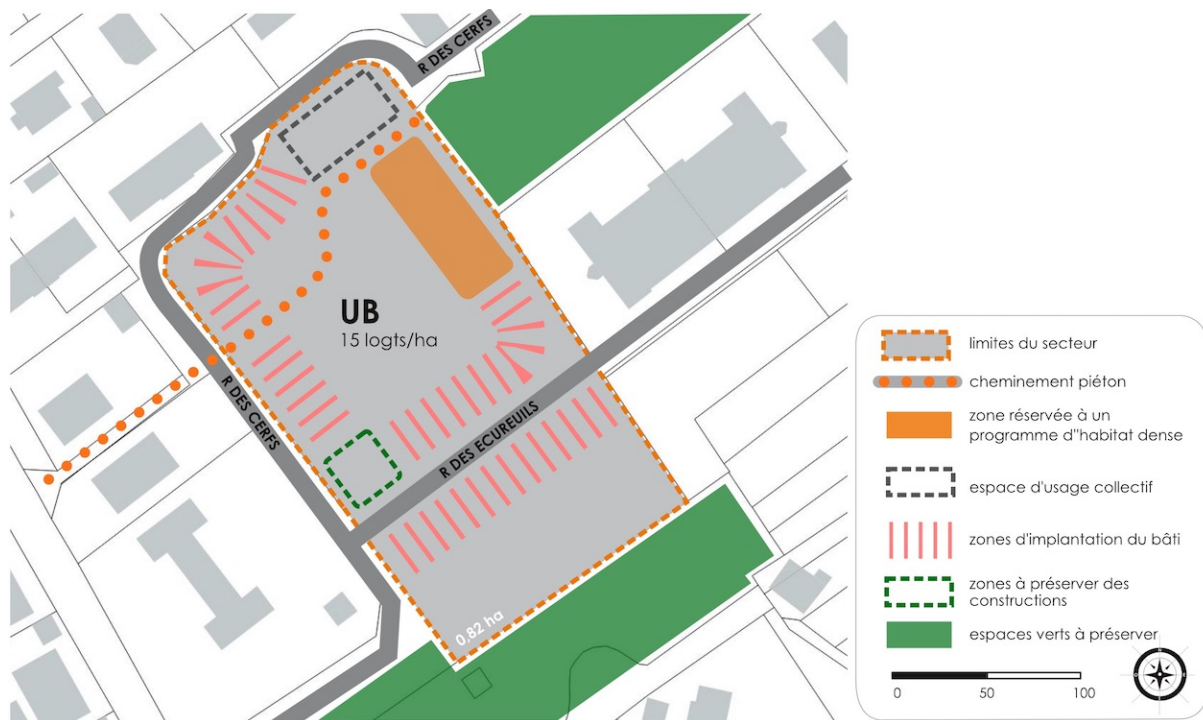 R DES CERFS
UB
15 logts/ha
R DES CERFS
R DES ECUREUILS
0,82 ha
limites du secteur
cheminement piéton
zone réservée à un
programme d''habitat dense
espace d'usage collectif
zones d'implantation du bâti
zones à préserver des
constructions
espaces verts à préserver
0 50 100